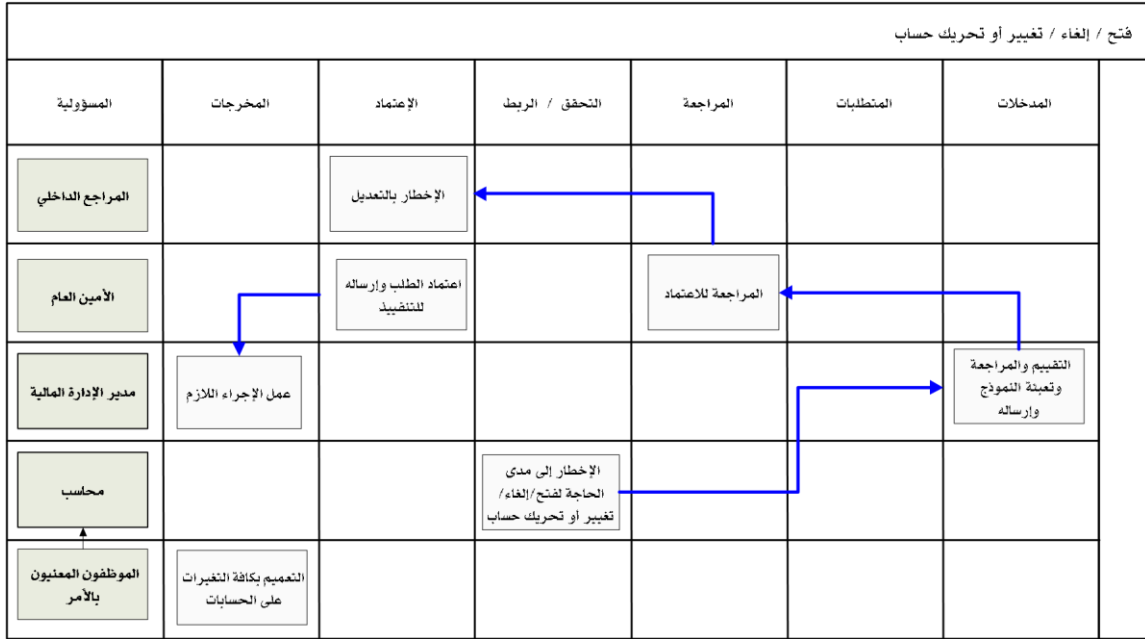 فتح / إلغاء / تغيير أو تحريك حساب
المدخلات
المتطلبات
المراجعة
التحقق / الربط
الإعتماد
المخرجات
المسؤولية
الإخطار بالتعديل
المراجع الداخلي
المراجعة للاعتماد
اعتماد الطلب وإرساله
للتنفييذ
الأمين العام
التقييم والمراجعة
وتعبئة النموذج
وإرساله
عمل الإجراء اللازم
مدير الإدارة المالية
الإخطار إلى مدى
الحاجة لفتح/إلغاء/
تغيير أو تحريك حساب
محاسب
التعميم بكافة التغيرات
على الحسابات
الموظفون المعنيون
بالأمر